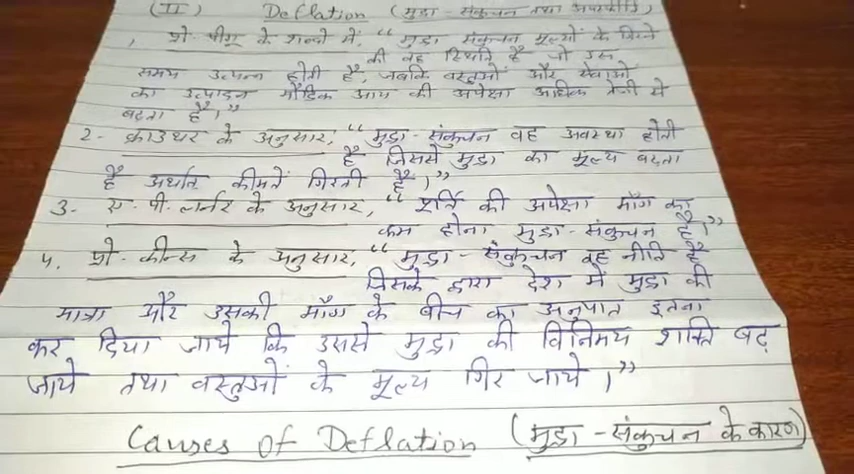 (II) Deflation (मुद्रा - संकुचन तथा अपस्फीति)
1 प्रो. पीगू के शब्दों में, “मुद्रा संकुचन मूल्यों के गिरने
की वह स्थिति है जो उस
समय उत्पन्न होती है, जबकि वस्तुओं और सेवाओं
का उत्पादन मौद्रिक आय की अपेक्षा अधिक तेजी से
बढ़ता है।”
2- क्राउथर के अनुसार, “मुद्रा-संकुचन वह अवस्था होती
है जिससे मुद्रा का मूल्य बढ़ता
है अर्थात कीमतें गिरती हैं।”
3. ए. पी. लर्नर के अनुसार, “पूर्ति की अपेक्षा माँग का
कम होना मुद्रा-संकुचन है।”
4. प्रो. कीन्स के अनुसार, “मुद्रा - संकुचन वह नीति है
जिसके द्वारा देश में मुद्रा की
मात्रा और उसकी माँग के बीच का अनुपात इतना
कर दिया जाये कि उससे मुद्रा की विनिमय शक्ति बढ़
जाये तथा वस्तुओं के मूल्य गिर जाये।”
Causes of Deflation (मुद्रा-संकुचन के कारण)